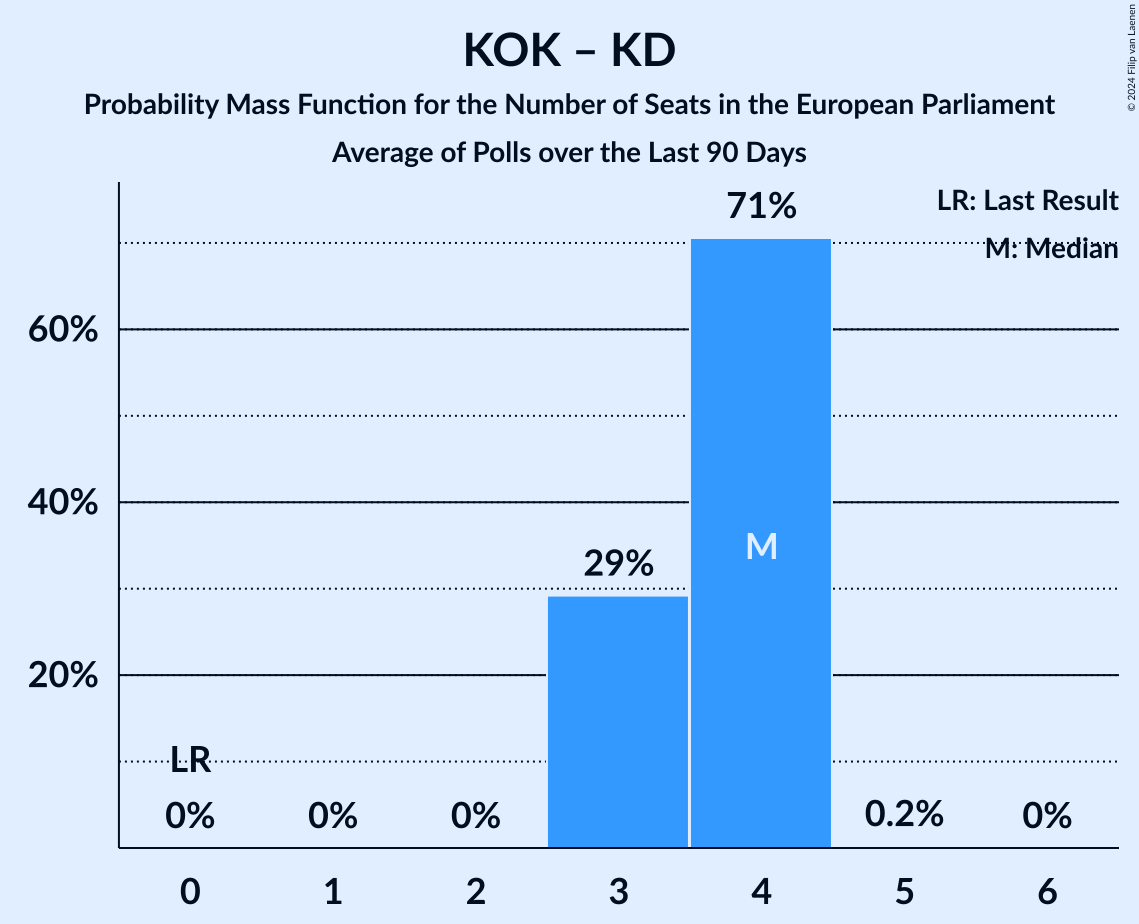 KOK – KD
Probability Mass Function for the Number of Seats in the European Parliament
Average of Polls over the Last 90 Days
© 2024 Filip van Laenen
LR: Last Result
M: Median
71%
60%
40%
M
29%
20%
LR
0% 0% 0% 0.2% 0%
0 1 2 3 4 5 6